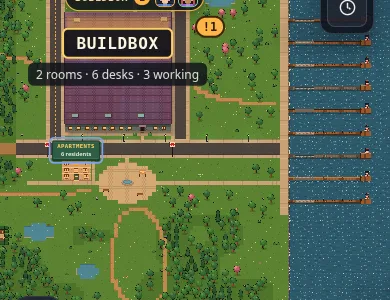 !1
BUILDBOX
2 rooms · 6 desks · 3 working
APARTMENTS
6 residents